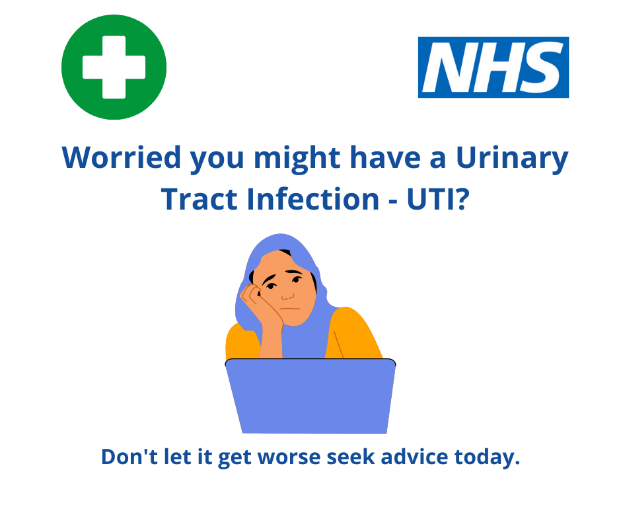 NHS
Worried you might have a Urinary
Tract Infection - UTI?
Don't let it get worse seek advice today.